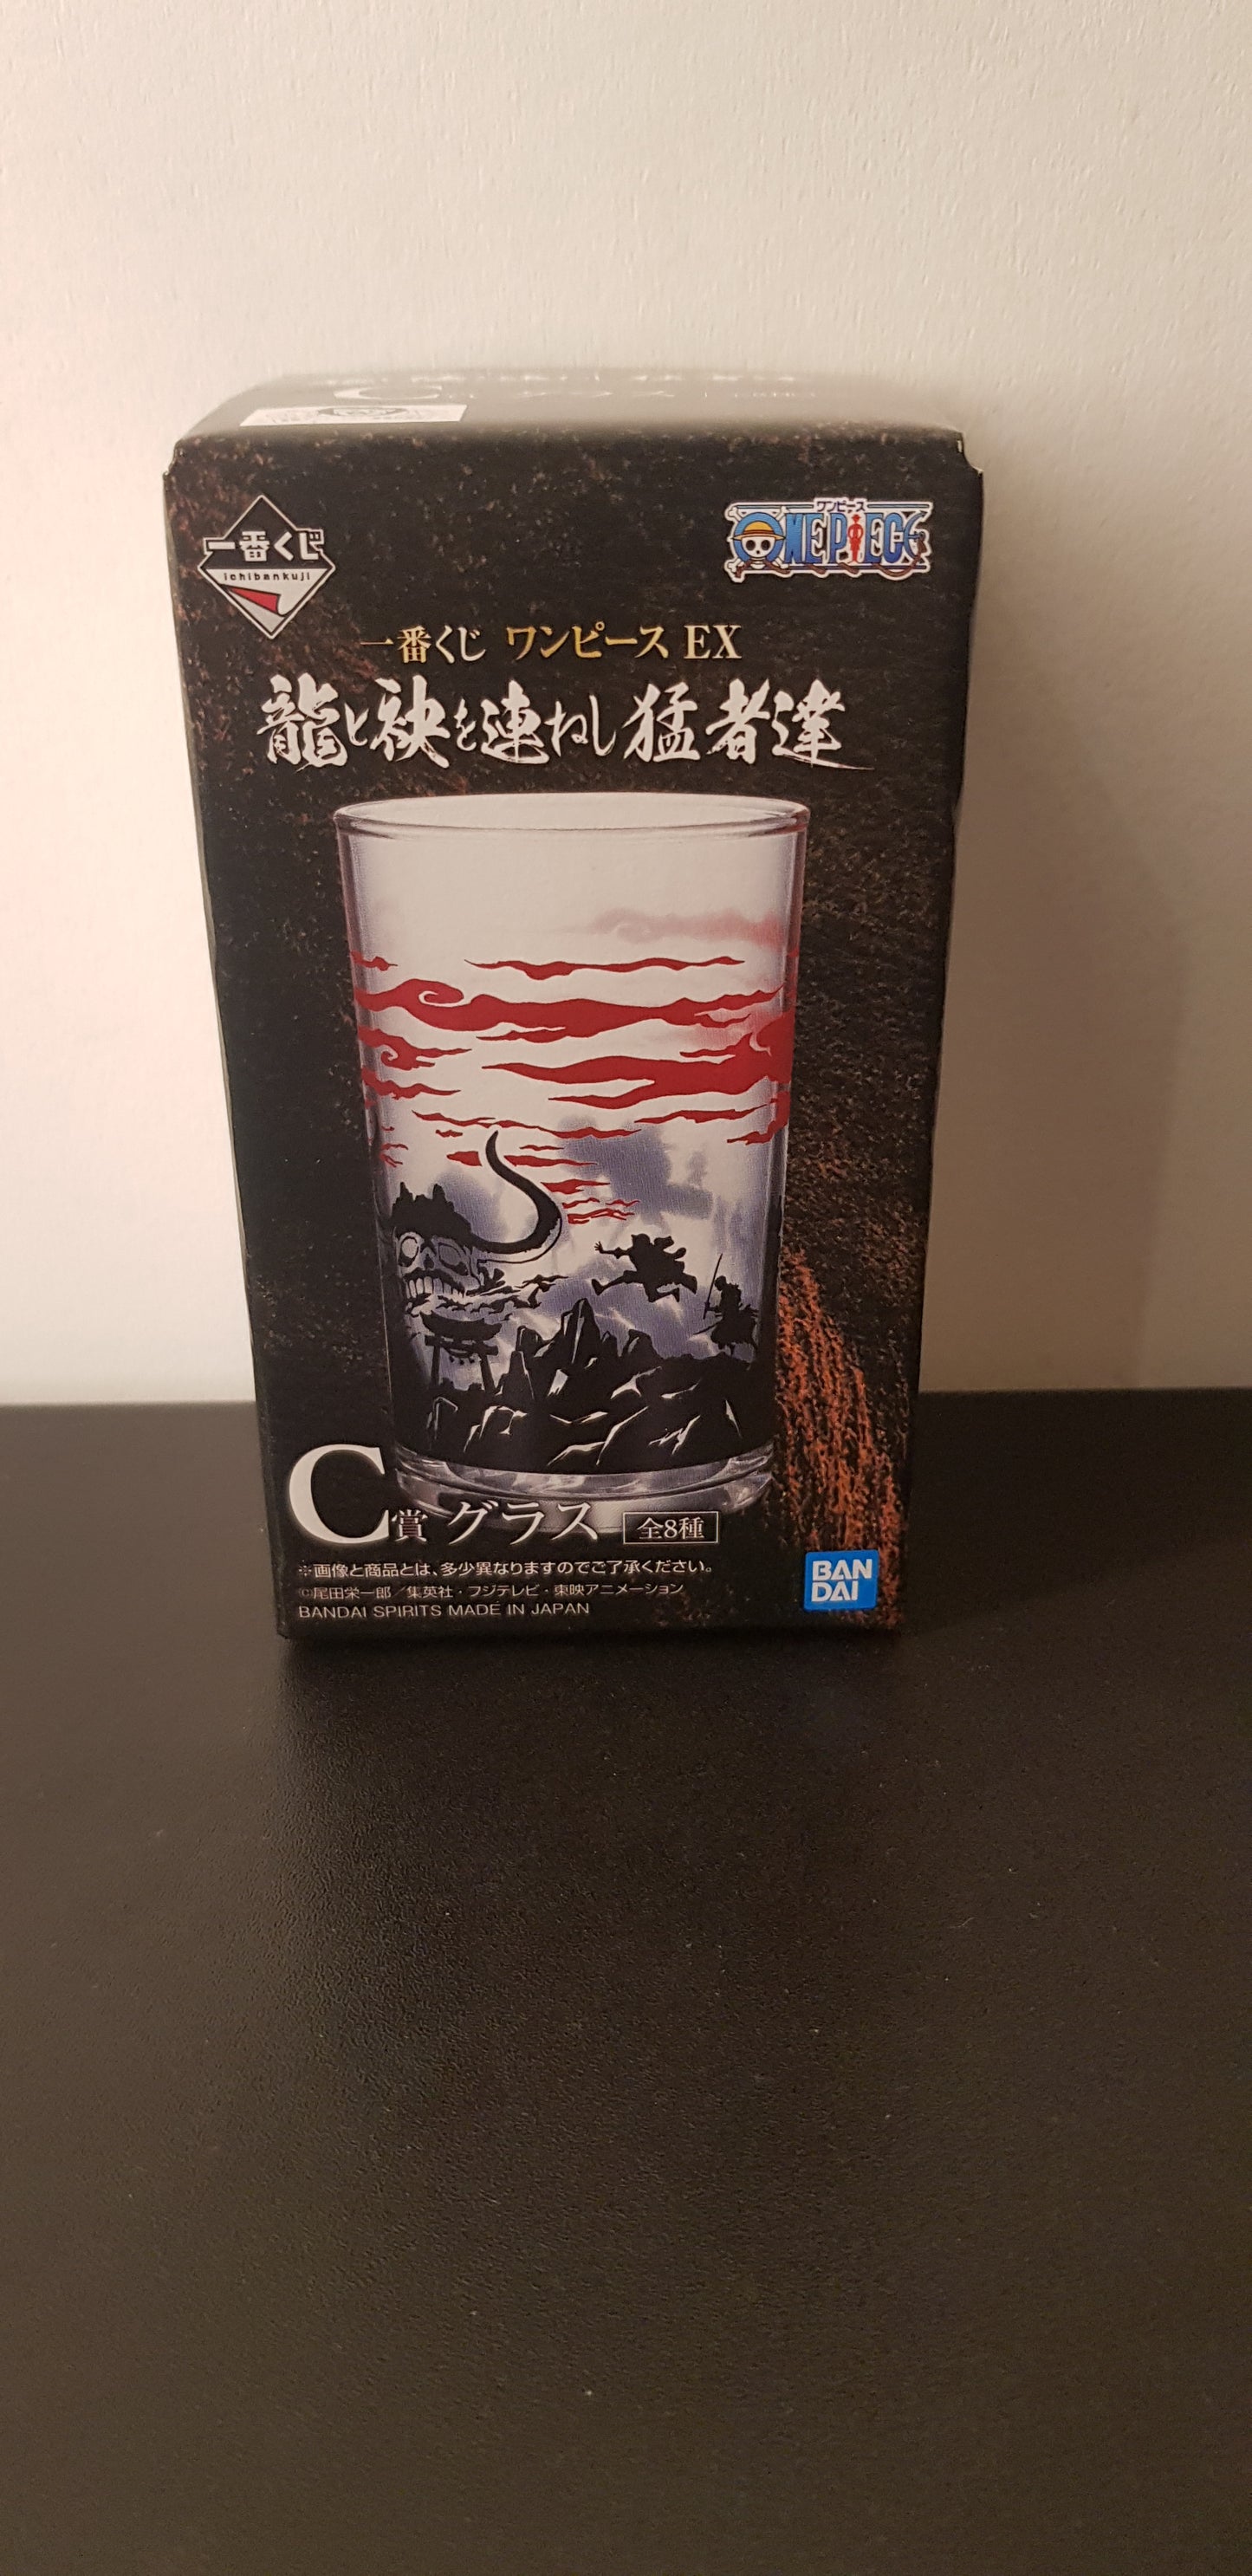 一番くじ
ichibankuji
ワンピース
ONE PIECE
一番くじ ワンピース EX
龍と袂を連ねし猛者達
C賞 グラス 全8種
※画像と商品とは、多少異なりますのでご了承ください。
©尾田栄一郎／集英社・フジテレビ・東映アニメーション
BANDAI SPIRITS MADE IN JAPAN
BAN
DAI